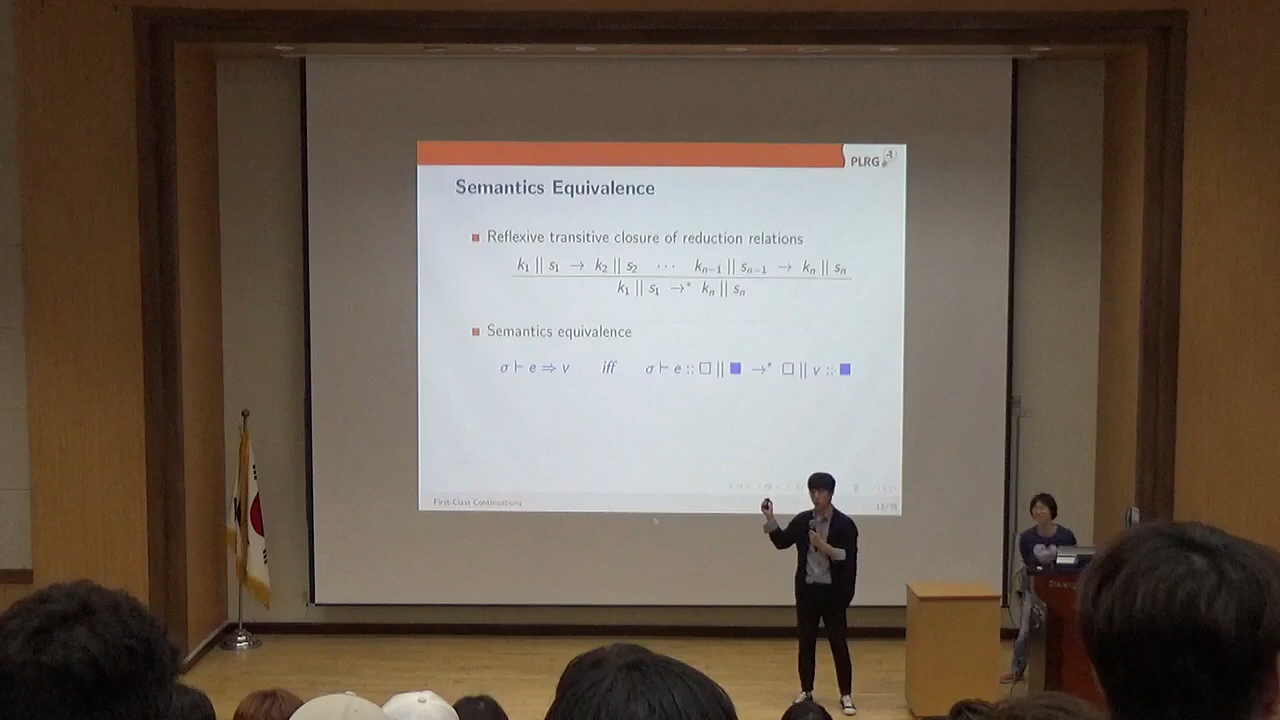 PLRG
Semantics Equivalence
Reflexive transitive closure of reduction relations
k₁ || s₁ → k₂ || s₂ ⋯ kₙ₋₁ || sₙ₋₁ → kₙ || sₙ
k₁ || s₁ →* kₙ || sₙ
Semantics equivalence
σ ⊢ e ⇒ v iff σ ⊢ e :: □ || ■ →* □ || v :: ■
First-Class Continuations